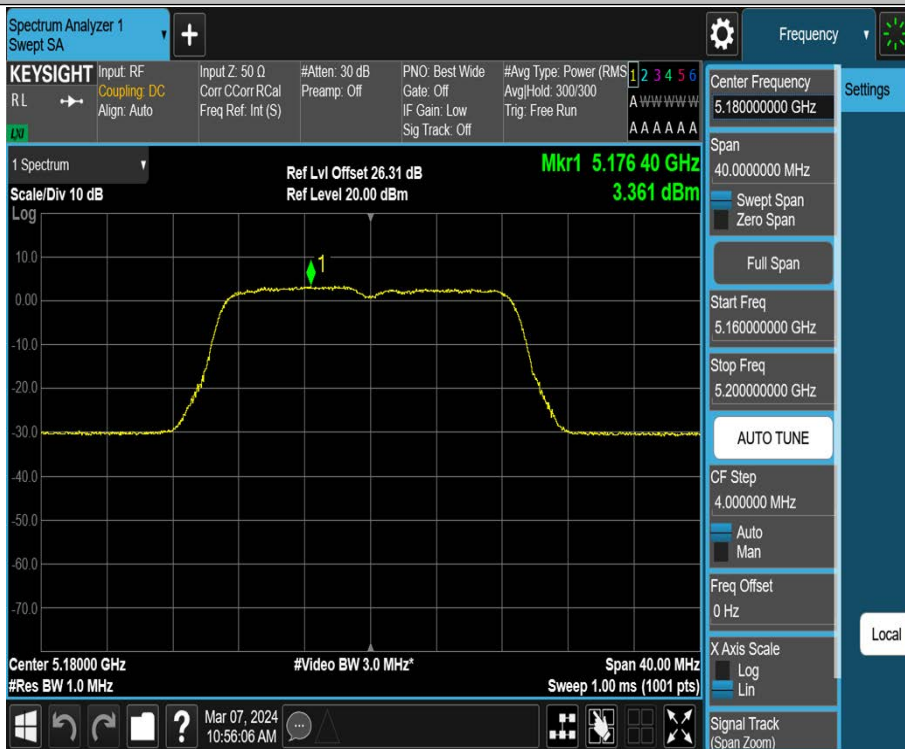 Spectrum Analyzer 1
Swept SA
+
Frequency
KEYSIGHT
RL
LXI
Input: RF
Coupling: DC
Align: Auto
Input Z: 50 Ω
Corr CCorr RCal
Freq Ref: Int (S)
#Atten: 30 dB
Preamp: Off
PNO: Best Wide
Gate: Off
IF Gain: Low
Sig Track: Off
#Avg Type: Power (RMS
Avg|Hold: 300/300
Trig: Free Run
1 2 3 4 5 6
A W W W W W
A A A A A A
1 Spectrum
Scale/Div 10 dB
Log
Ref Lvl Offset 26.31 dB
Ref Level 20.00 dBm
Mkr1 5.176 40 GHz
3.361 dBm
1
10.0
0.00
-10.0
-20.0
-30.0
-40.0
-50.0
-60.0
-70.0
Center 5.18000 GHz
#Res BW 1.0 MHz
#Video BW 3.0 MHz*
Span 40.00 MHz
Sweep 1.00 ms (1001 pts)
Center Frequency
5.180000000 GHz
Span
40.0000000 MHz
Swept Span
Zero Span
Full Span
Start Freq
5.160000000 GHz
Stop Freq
5.200000000 GHz
AUTO TUNE
CF Step
4.000000 MHz
Auto
Man
Freq Offset
0 Hz
X Axis Scale
Log
Lin
Signal Track
(Span Zoom)
Settings
Local
?
Mar 07, 2024
10:56:06 AM